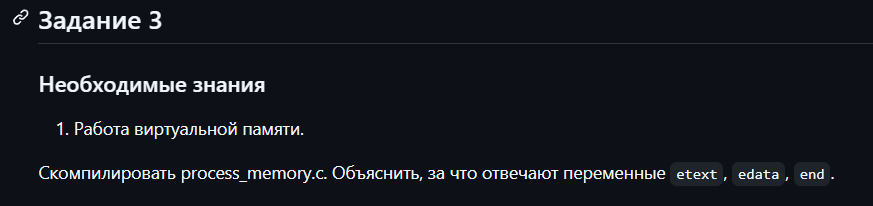 Задание 3
Необходимые знания
1. Работа виртуальной памяти.
Скомпилировать process_memory.c. Объяснить, за что отвечают переменные etext, edata, end.